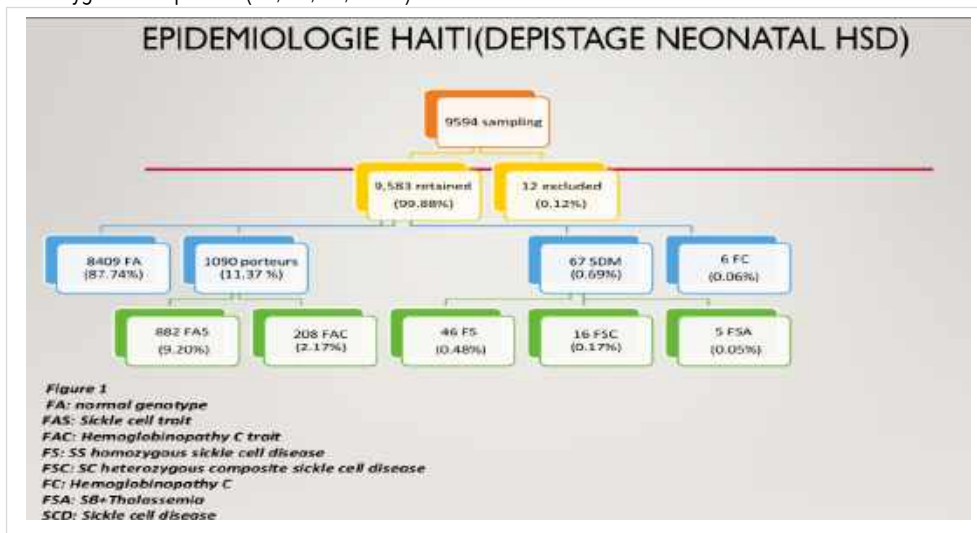 EPIDEMIOLOGIE HAITI(DEPISTAGE NEONATAL HSD)
9594 sampling
9,583 retained
(99.88%)
12 excluded
(0.12%)
8409 FA
(87.74%)
1090 porteurs
(11.37 %)
67 SDM
(0.69%)
6 FC
(0.06%)
882 FAS
(9.20%)
208 FAC
(2.17%)
46 FS
(0.48%)
16 FSC
(0.17%)
5 FSA
(0.05%)
Figure 1
FA: normal genotype
FAS: Sickle cell trait
FAC: Hemoglobinopathy C trait
FS: SS homozygous sickle cell disease
FSC: SC heterozygous composite sickle cell disease
FC: Hemoglobinopathy C
FSA: SB+Thalassemia
SCD: Sickle cell disease